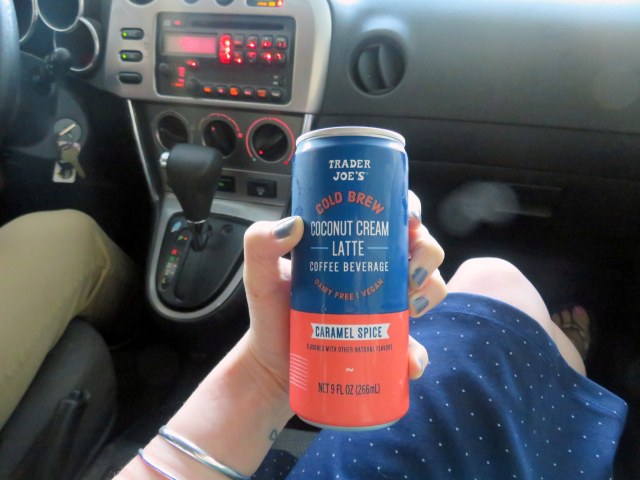 TRADER
JOE'S
COLD BREW
COCONUT CREAM
LATTE
COFFEE BEVERAGE
DAIRY FREE | VEGAN
CARAMEL SPICE
FLAVORED WITH OTHER NATURAL FLAVORS
NET 9 FL OZ (266mL)